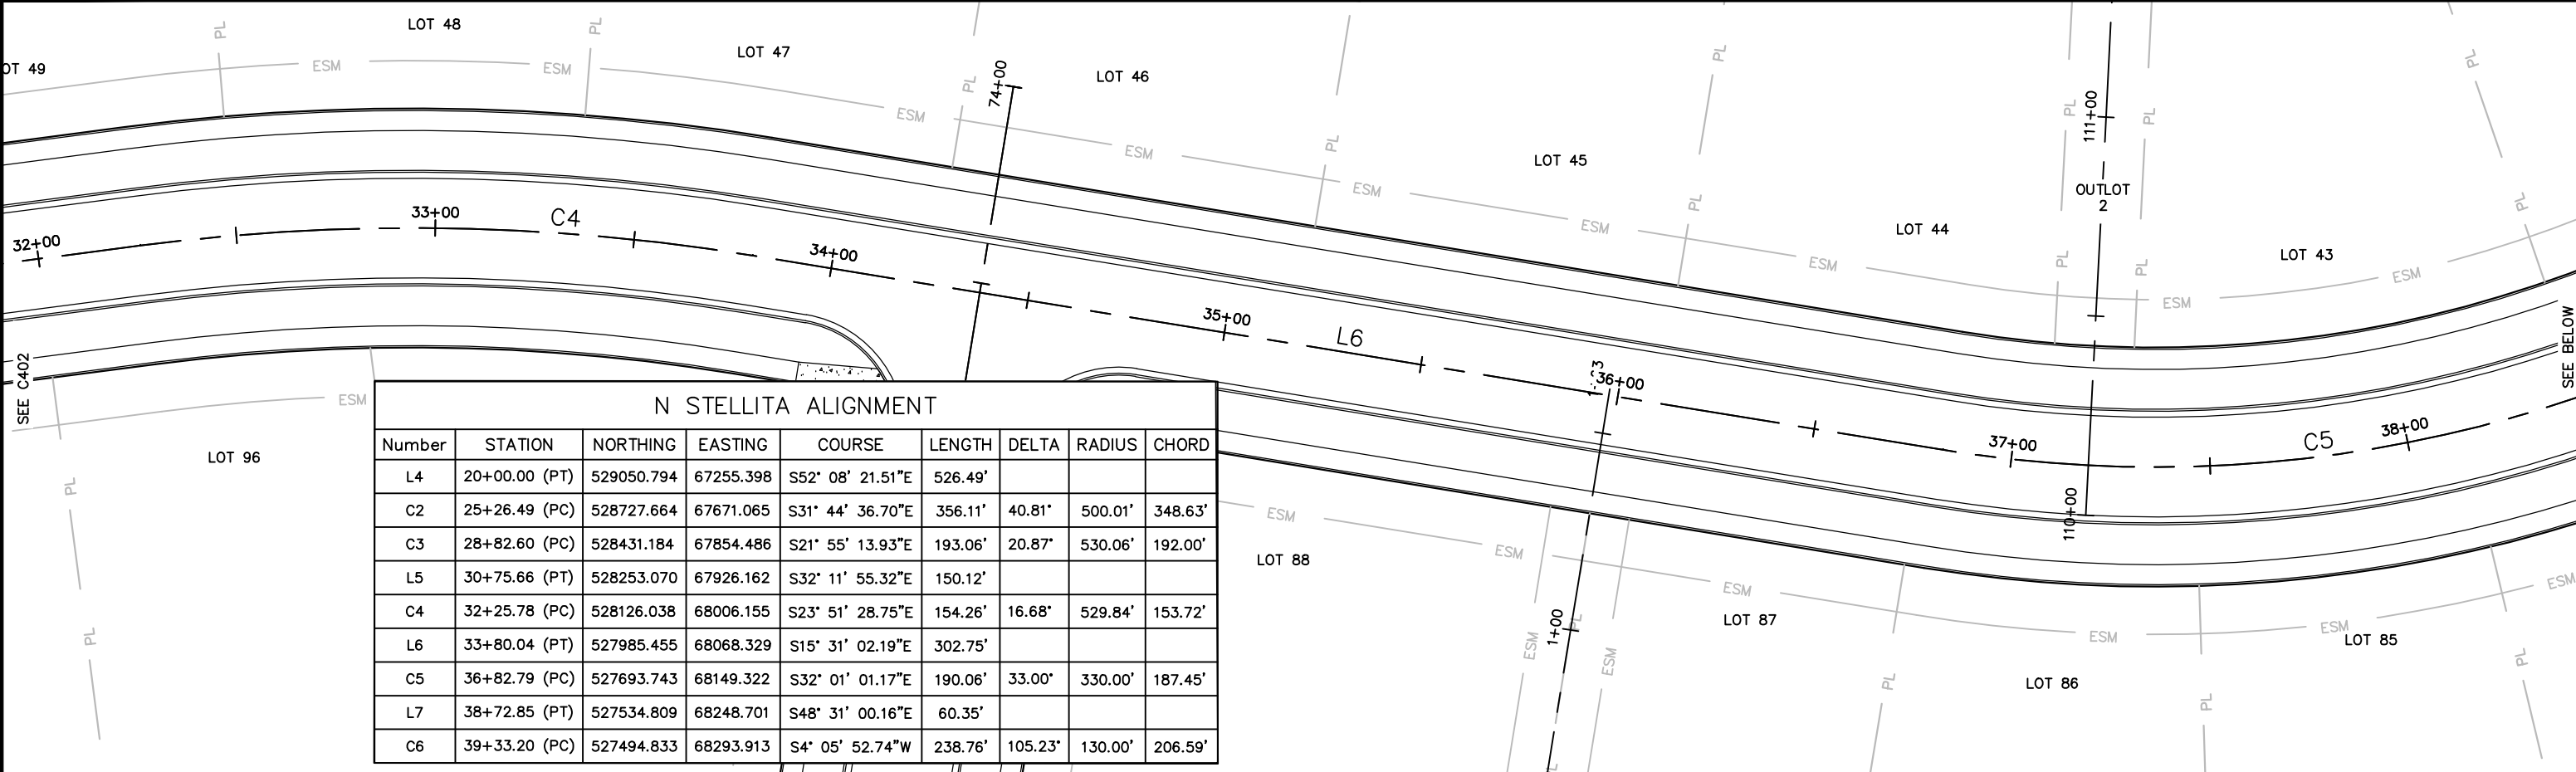 LOT 48
PL
PL
LOT 47
OT 49
ESM
ESM
74+00
PL
LOT 46
ESM
ESM
PL
PL
LOT 45
ESM
PL
ESM
LOT 44
ESM
111+00
PL
PL
OUTLOT
2
PL
PL
ESM
LOT 43
ESM
PL
PL
SEE BELOW
32+00
33+00
C4
34+00
35+00
L6
36+00
37+00
C5
38+00
110+00
SEE C402
ESM
LOT 96
PL
PL
N STELLITA ALIGNMENT
Number STATION NORTHING EASTING COURSE LENGTH DELTA RADIUS CHORD
L4 20+00.00 (PT) 529050.794 67255.398 S52° 08' 21.51"E 526.49'
C2 25+26.49 (PC) 528727.664 67671.065 S31° 44' 36.70"E 356.11' 40.81° 500.01' 348.63'
C3 28+82.60 (PC) 528431.184 67854.486 S21° 55' 13.93"E 193.06' 20.87° 530.06' 192.00'
L5 30+75.66 (PT) 528253.070 67926.162 S32° 11' 55.32"E 150.12'
C4 32+25.78 (PC) 528126.038 68006.155 S23° 51' 28.75"E 154.26' 16.68° 529.84' 153.72'
L6 33+80.04 (PT) 527985.455 68068.329 S15° 31' 02.19"E 302.75'
C5 36+82.79 (PC) 527693.743 68149.322 S32° 01' 01.17"E 190.06' 33.00° 330.00' 187.45'
L7 38+72.85 (PT) 527534.809 68248.701 S48° 31' 00.16"E 60.35'
C6 39+33.20 (PC) 527494.833 68293.913 S4° 05' 52.74"W 238.76' 105.23° 130.00' 206.59'
ESM
LOT 88
ESM
1+00
ESM
PL
ESM
ESM
LOT 87
PL
LOT 86
ESM
PL
ESM
LOT 85
PL
ESM